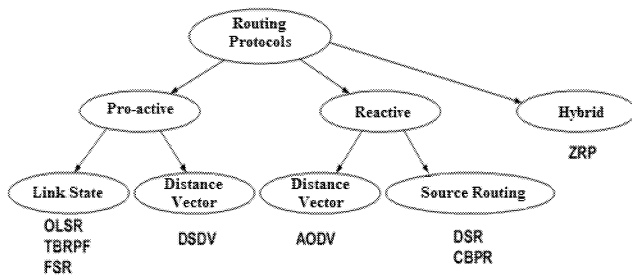 Routing
Protocols
Pro-active
Reactive
Hybrid
ZRP
Link State
Distance
Vector
Distance
Vector
Source Routing
OLSR
TBRPF
FSR
DSDV
AODV
DSR
CBPR